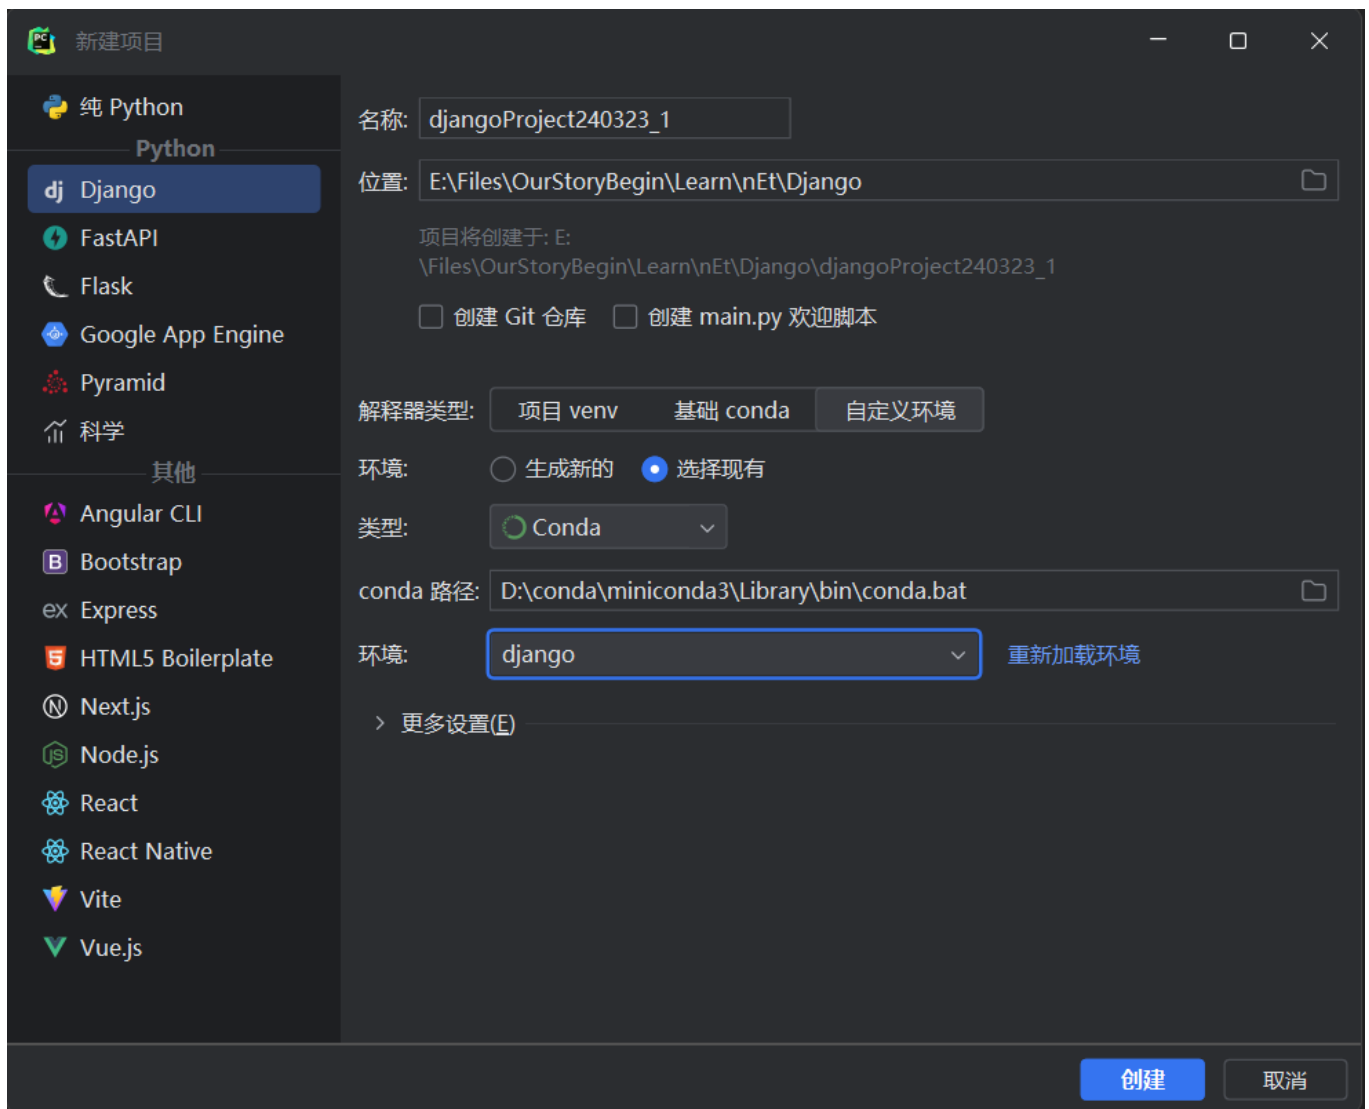 新建项目
纯 Python
Python
Django
FastAPI
Flask
Google App Engine
Pyramid
科学
其他
Angular CLI
Bootstrap
Express
HTML5 Boilerplate
Next.js
Node.js
React
React Native
Vite
Vue.js
名称: djangoProject240323_1
位置: E:\Files\OurStoryBegin\Learn\nEt\Django
项目将创建于: E:
\Files\OurStoryBegin\Learn\nEt\Django\djangoProject240323_1
创建 Git 仓库 创建 main.py 欢迎脚本
解释器类型: 项目 venv 基础 conda 自定义环境
环境: 生成新的 选择现有
类型: Conda
conda 路径: D:\conda\miniconda3\Library\bin\conda.bat
环境: django 重新加载环境
更多设置(E)
创建 取消